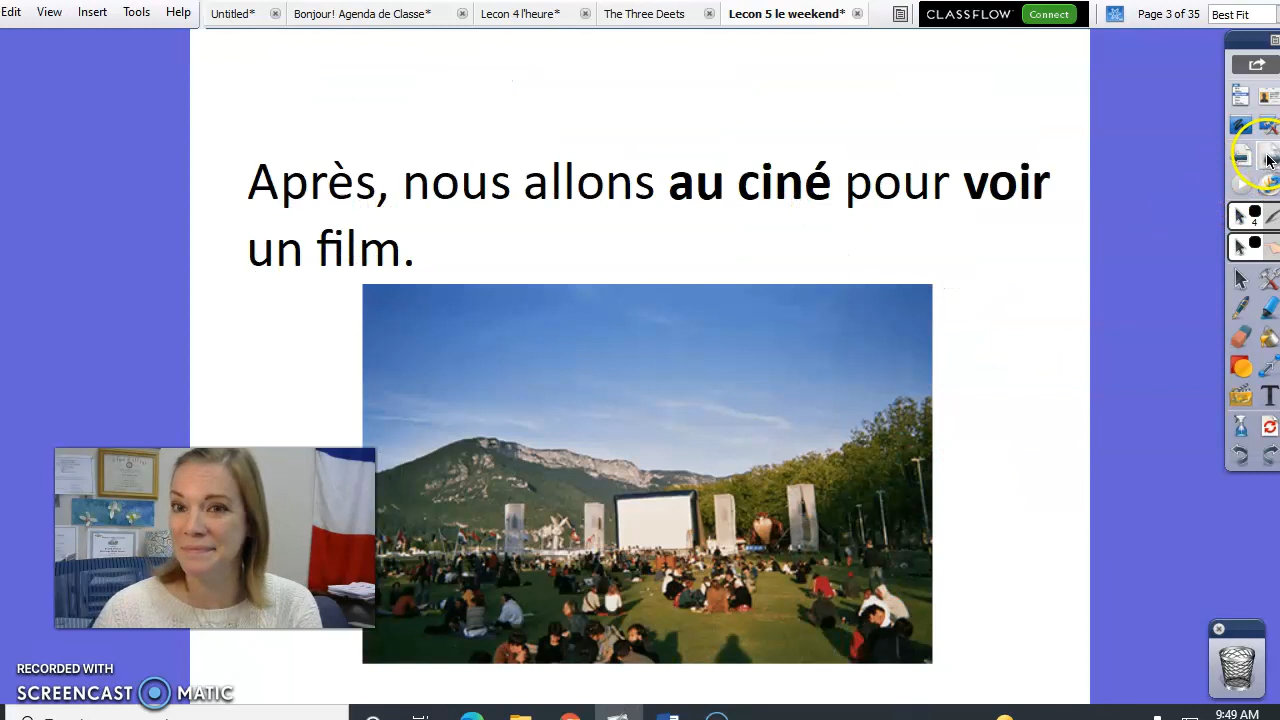 Edit View Insert Tools Help Untitled* Bonjour Agenda de Classe* Lecon 4 l'heure* The Three Deets Lecon 5 le weekend* CLASSFLOW Connect Page 3 of 35 Best Fit
Après, nous allons au ciné pour voir
un film.
4
T
RECORDED WITH
SCREENCAST MATIC
9:49 AM